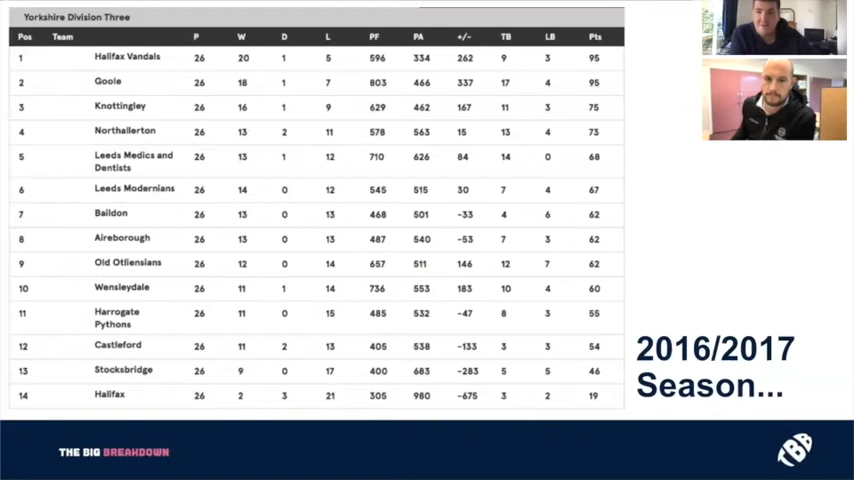 Yorkshire Division Three
Pos Team P W D L PF PA +/- TB LB Pts
1 Halifax Vandals 26 20 1 5 596 334 262 9 3 95
2 Goole 26 18 1 7 803 466 337 17 4 95
3 Knottingley 26 16 1 9 629 462 167 11 3 75
4 Northallerton 26 13 2 11 578 563 15 13 4 73
5 Leeds Medics and Dentists 26 13 1 12 710 626 84 14 0 68
6 Leeds Modernians 26 14 0 12 545 515 30 7 4 67
7 Baildon 26 13 0 13 468 501 -33 4 6 62
8 Aireborough 26 13 0 13 487 540 -53 7 3 62
9 Old Otliensians 26 12 0 14 657 511 146 12 7 62
10 Wensleydale 26 11 1 14 736 553 183 10 4 60
11 Harrogate Pythons 26 11 0 15 485 532 -47 8 3 55
12 Castleford 26 11 2 13 405 538 -133 3 3 54
13 Stocksbridge 26 9 0 17 400 683 -283 5 5 46
14 Halifax 26 2 3 21 305 980 -675 3 2 19
2016/2017
Season...
THE BIG BREAKDOWN
TBB